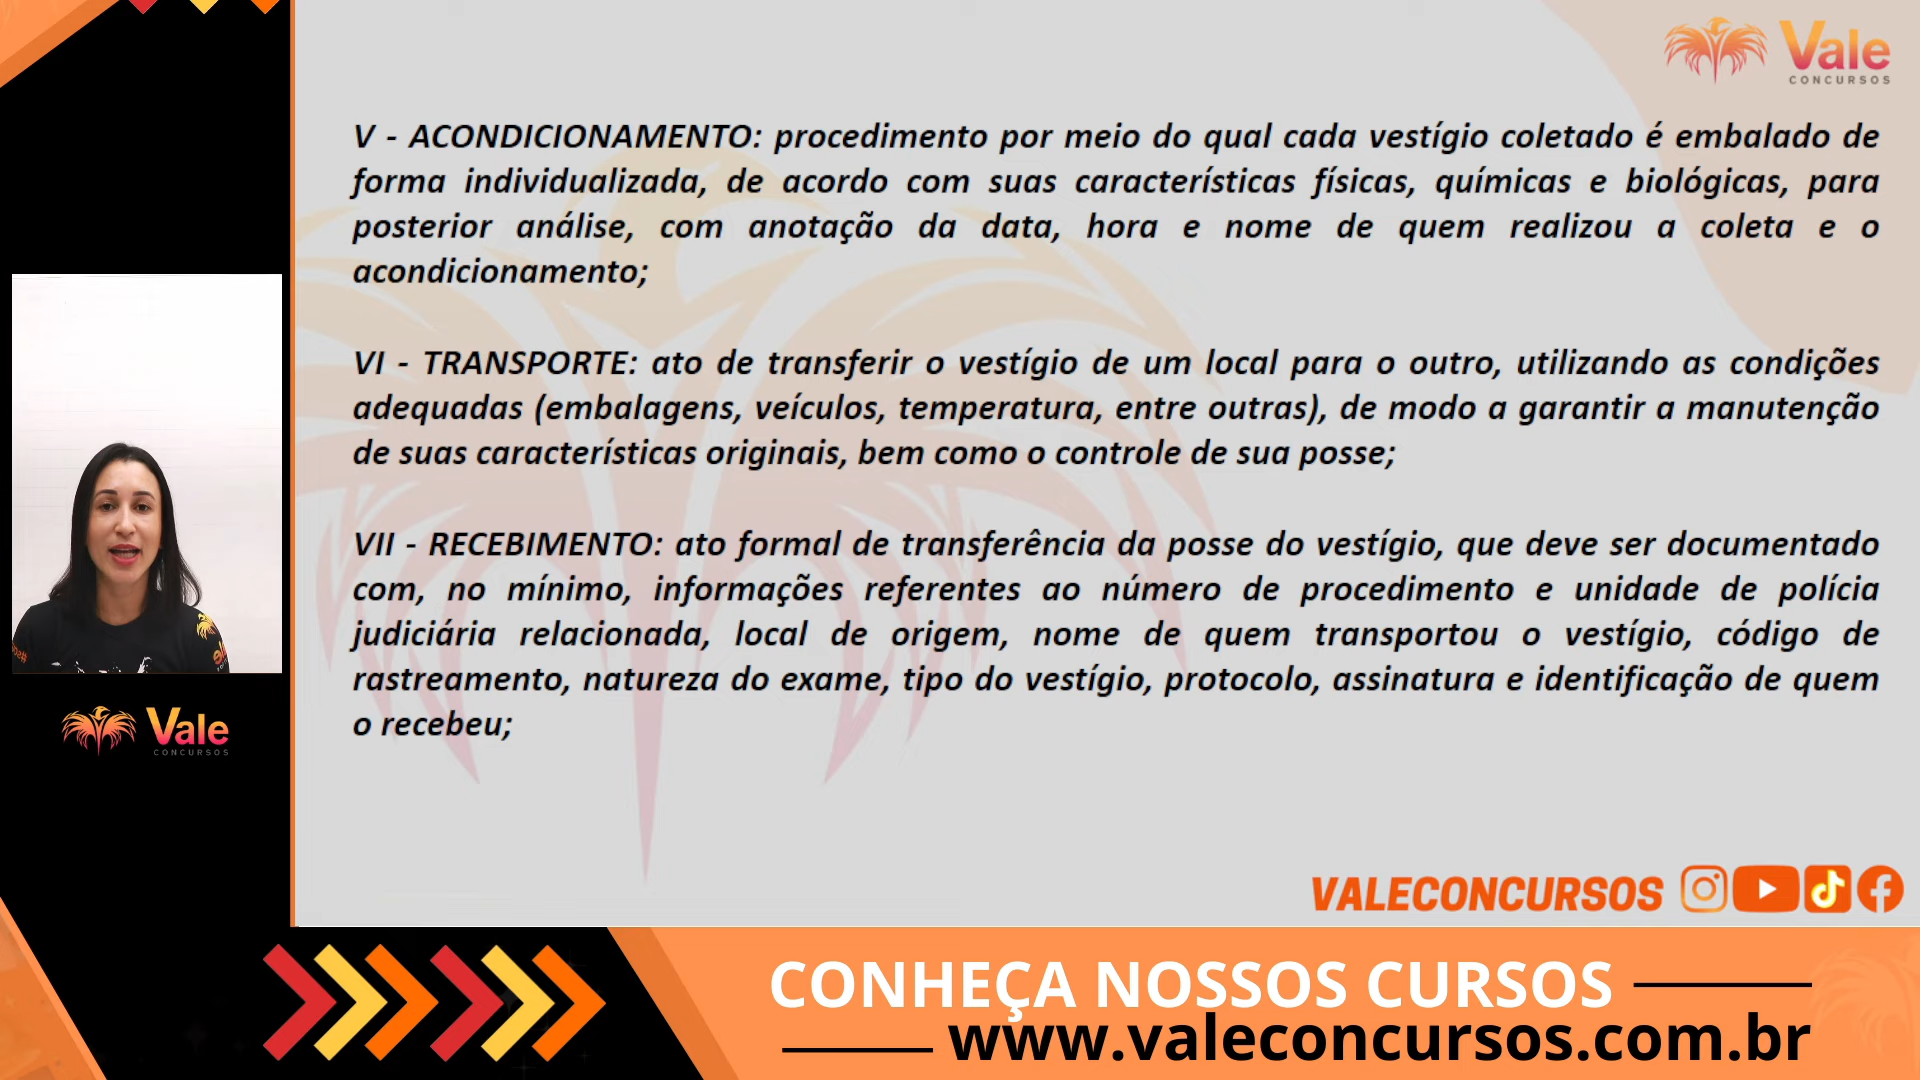 Vale
CONCURSOS
V - ACONDICIONAMENTO: procedimento por meio do qual cada vestígio coletado é embalado de
forma individualizada, de acordo com suas características físicas, químicas e biológicas, para
posterior análise, com anotação da data, hora e nome de quem realizou a coleta e o
acondicionamento;
VI - TRANSPORTE: ato de transferir o vestígio de um local para o outro, utilizando as condições
adequadas (embalagens, veículos, temperatura, entre outras), de modo a garantir a manutenção
de suas características originais, bem como o controle de sua posse;
VII - RECEBIMENTO: ato formal de transferência da posse do vestígio, que deve ser documentado
com, no mínimo, informações referentes ao número de procedimento e unidade de polícia
judiciária relacionada, local de origem, nome de quem transportou o vestígio, código de
rastreamento, natureza do exame, tipo do vestígio, protocolo, assinatura e identificação de quem
o recebeu;
Vale
CONCURSOS
VALECONCURSOS
CONHEÇA NOSSOS CURSOS
www.valeconcursos.com.br